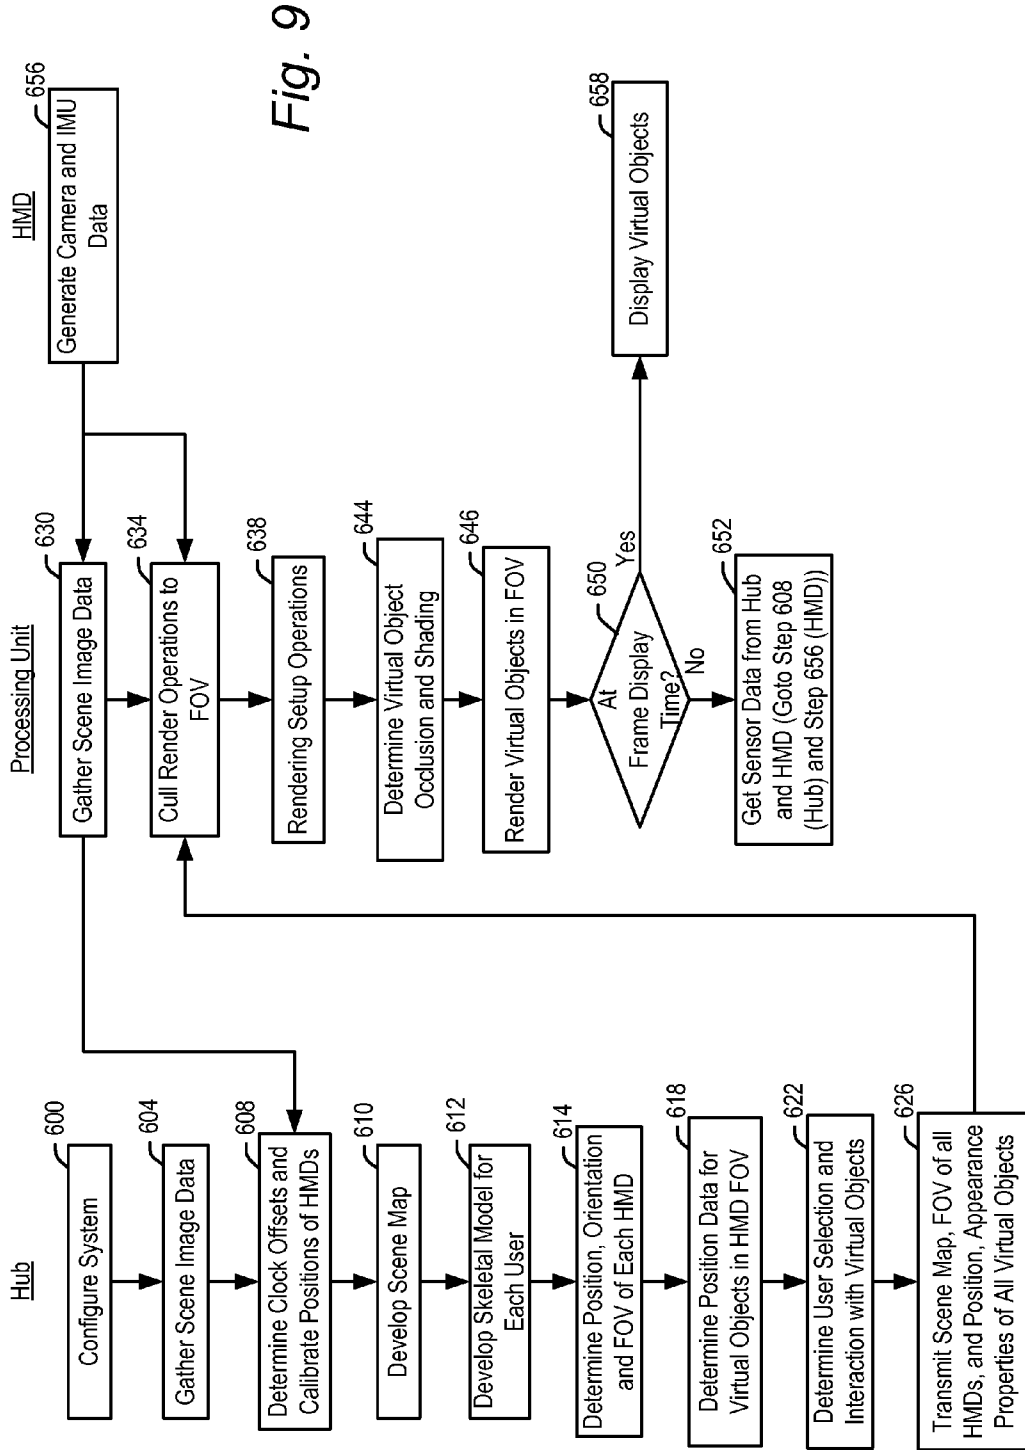 Hub
600
Configure System
604
Gather Scene Image Data
608
Determine Clock Offsets and
Calibrate Positions of HMDs
610
Develop Scene Map
612
Develop Skeletal Model for
Each User
614
Determine Position, Orientation
and FOV of Each HMD
618
Determine Position Data for
Virtual Objects in HMD FOV
622
Determine User Selection and
Interaction with Virtual Objects
626
Transmit Scene Map, FOV of all
HMDs, and Position, Appearance
Properties of All Virtual Objects
Processing Unit
630
Gather Scene Image Data
634
Cull Render Operations to
FOV
638
Rendering Setup Operations
644
Determine Virtual Object
Occlusion and Shading
646
Render Virtual Objects in FOV
650
At
Frame Display
Time?
Yes
No
652
Get Sensor Data from Hub
and HMD (Goto Step 608
(Hub) and Step 656 (HMD))
HMD
656
Generate Camera and IMU
Data
658
Display Virtual Objects
Fig. 9